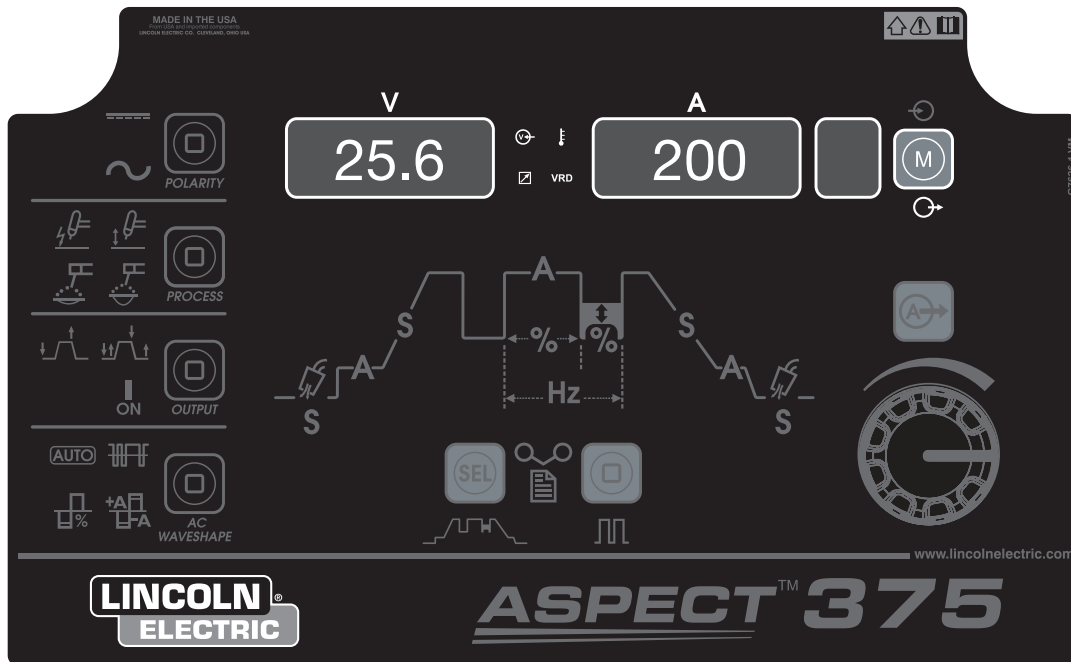 MADE IN THE USA
From USA and imported components
LINCOLN ELECTRIC CO. CLEVELAND, OHIO USA
V
A
25.6
200
V
VRD
M
POLARITY
PROCESS
OUTPUT
ON
AUTO
%
+A
-A
AC
WAVESHAPE
A
S
S
% %
A
A
Hz
S
S
A
SEL
www.lincolnelectric.com
LINCOLN ®
ELECTRIC
ASPECT™ 375